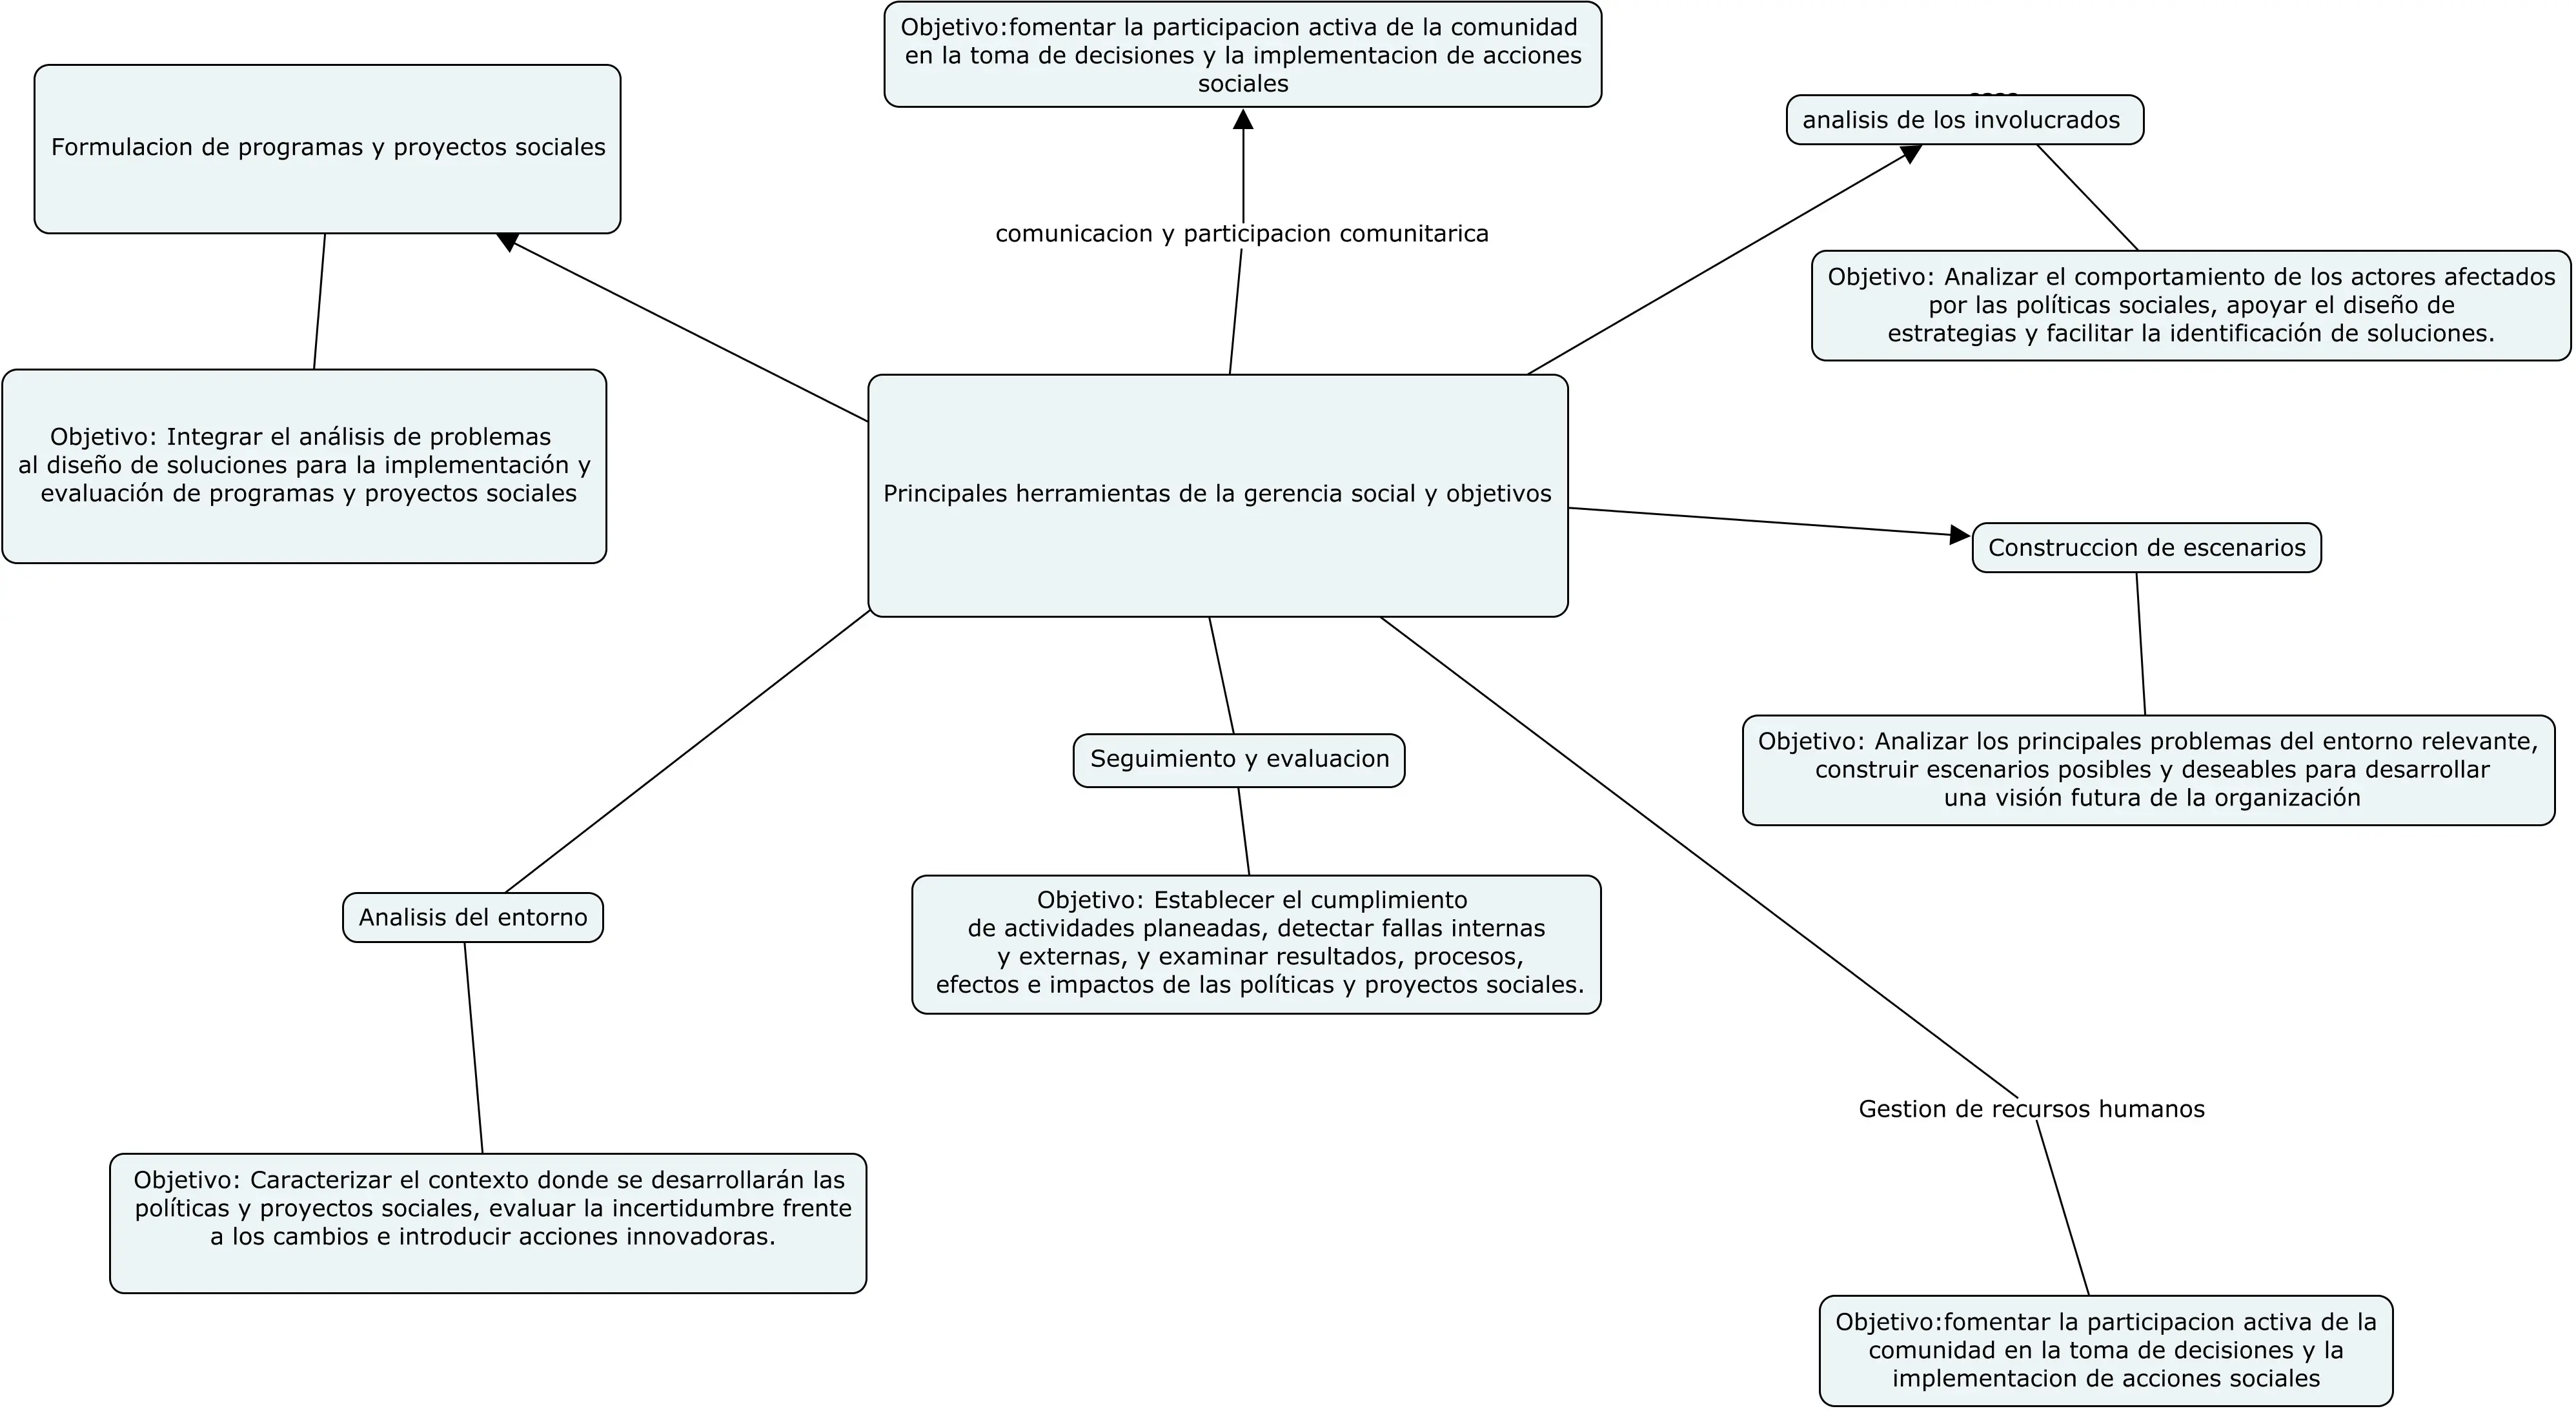 Objetivo:fomentar la participacion activa de la comunidad
en la toma de decisiones y la implementacion de acciones
sociales
Formulacion de programas y proyectos sociales
analisis de los involucrados
comunicacion y participacion comunitarica
Objetivo: Analizar el comportamiento de los actores afectados
por las políticas sociales, apoyar el diseño de
estrategias y facilitar la identificación de soluciones.
Objetivo: Integrar el análisis de problemas
al diseño de soluciones para la implementación y
evaluación de programas y proyectos sociales
Principales herramientas de la gerencia social y objetivos
Construccion de escenarios
Objetivo: Analizar los principales problemas del entorno relevante,
construir escenarios posibles y deseables para desarrollar
una visión futura de la organización
Seguimiento y evaluacion
Objetivo: Establecer el cumplimiento
de actividades planeadas, detectar fallas internas
y externas, y examinar resultados, procesos,
efectos e impactos de las políticas y proyectos sociales.
Analisis del entorno
Objetivo: Caracterizar el contexto donde se desarrollarán las
políticas y proyectos sociales, evaluar la incertidumbre frente
a los cambios e introducir acciones innovadoras.
Gestion de recursos humanos
Objetivo:fomentar la participacion activa de la
comunidad en la toma de decisiones y la
implementacion de acciones sociales